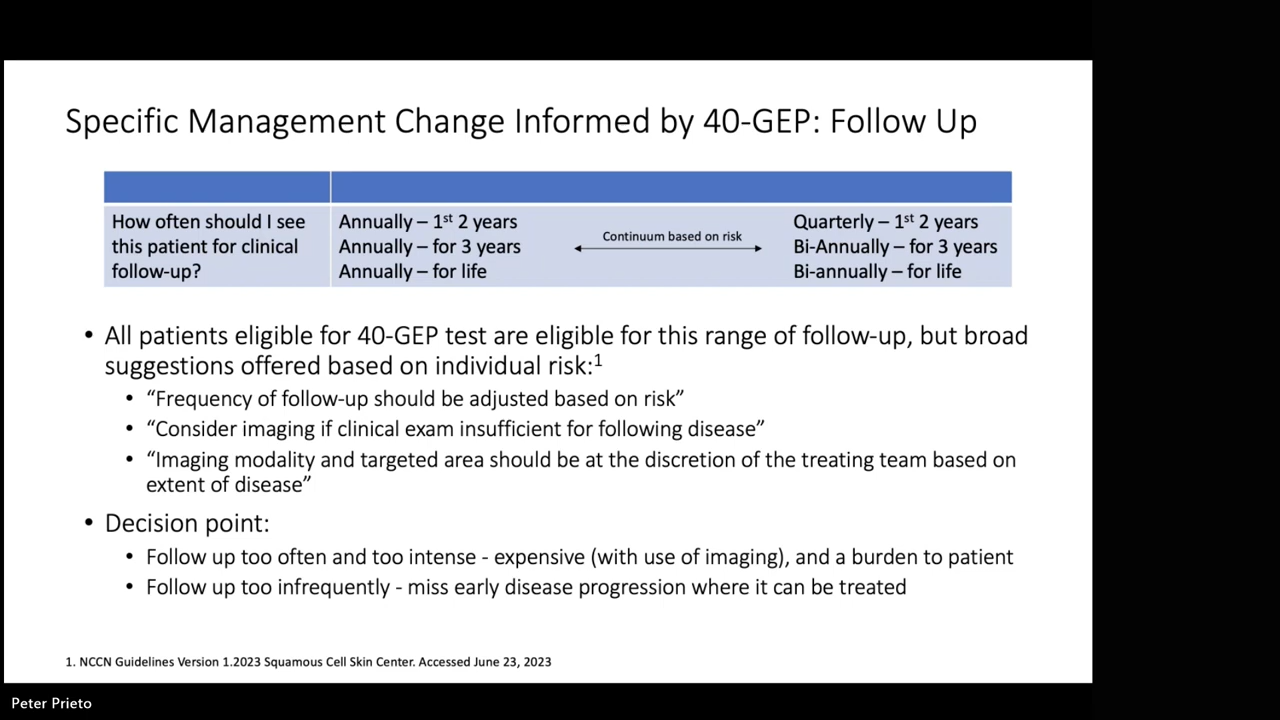 Specific Management Change Informed by 40-GEP: Follow Up
How often should I see
this patient for clinical
follow-up?
Annually – 1st 2 years
Annually – for 3 years
Annually – for life
Continuum based on risk
Quarterly – 1st 2 years
Bi-Annually – for 3 years
Bi-annually – for life
• All patients eligible for 40-GEP test are eligible for this range of follow-up, but broad
suggestions offered based on individual risk:1
• “Frequency of follow-up should be adjusted based on risk”
• “Consider imaging if clinical exam insufficient for following disease”
• “Imaging modality and targeted area should be at the discretion of the treating team based on
extent of disease”
• Decision point:
• Follow up too often and too intense - expensive (with use of imaging), and a burden to patient
• Follow up too infrequently - miss early disease progression where it can be treated
1. NCCN Guidelines Version 1.2023 Squamous Cell Skin Center. Accessed June 23, 2023
Peter Prieto